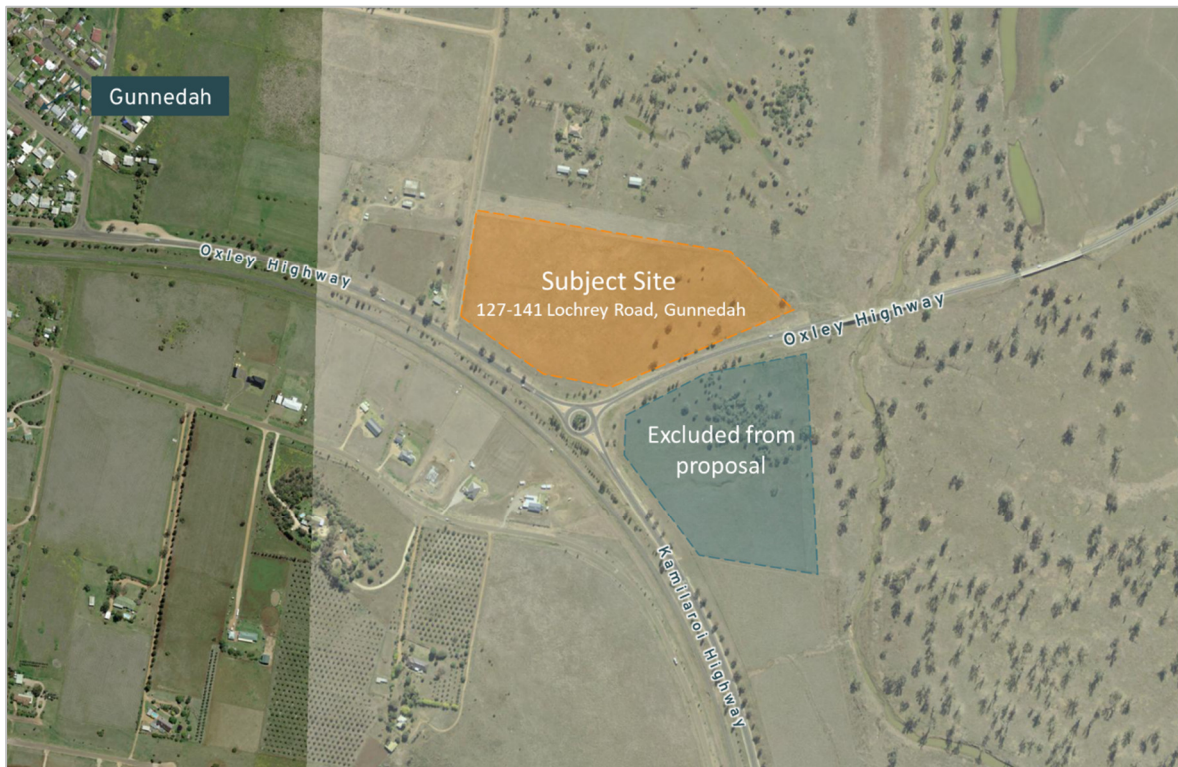 Gunnedah
Oxley Highway
Subject Site
127-141 Lochrey Road, Gunnedah
Oxley Highway
Excluded from
proposal
Kamilaroi Highway